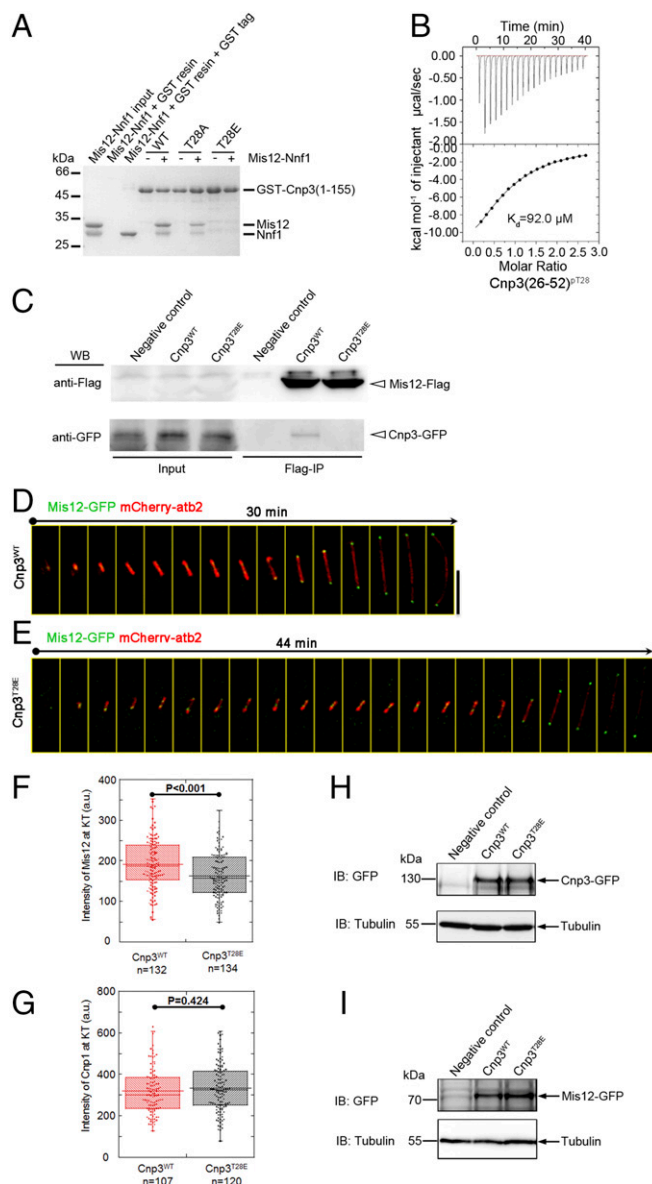 A
Mis12-Nnf1 input
Mis12-Nnf1 + GST resin
Mis12-Nnf1 + GST resin + GST tag
WT T28A T28E
kDa - + - + - + Mis12-Nnf1
66
45
35
25
GST-Cnp3(1-155)
Mis12
Nnf1
B
Time (min)
0 10 20 30 40
0.00
-0.50
-1.00
-1.50
-2.00
µcal/sec
0.00
-2.00
-4.00
-6.00
-8.00
-10.00
kcal mol-1 of injectant
Kd=92.0 µM
0.0 0.5 1.0 1.5 2.0 2.5 3.0
Molar Ratio
Cnp3(26-52)pT28
C
WB
Negative control Cnp3WT Cnp3T28E Negative control Cnp3WT Cnp3T28E
anti-Flag
Mis12-Flag
anti-GFP
Cnp3-GFP
Input Flag-IP
D
Mis12-GFP mCherry-atb2
30 min
Cnp3WT
E
Mis12-GFP mCherry-atb2
44 min
Cnp3T28E
F
P<0.001
Intensity of Mis12 at KT (a.u.)
400
300
200
100
0
Cnp3WT Cnp3T28E
n=132 n=134
G
P=0.424
Intensity of Cnp1 at KT (a.u.)
800
600
400
200
0
Cnp3WT Cnp3T28E
n=107 n=120
H
Negative control Cnp3WT Cnp3T28E
kDa
IB: GFP 130 Cnp3-GFP
IB: Tubulin 55 Tubulin
I
Negative control Cnp3WT Cnp3T28E
kDa
IB: GFP 70 Mis12-GFP
IB: Tubulin 55 Tubulin